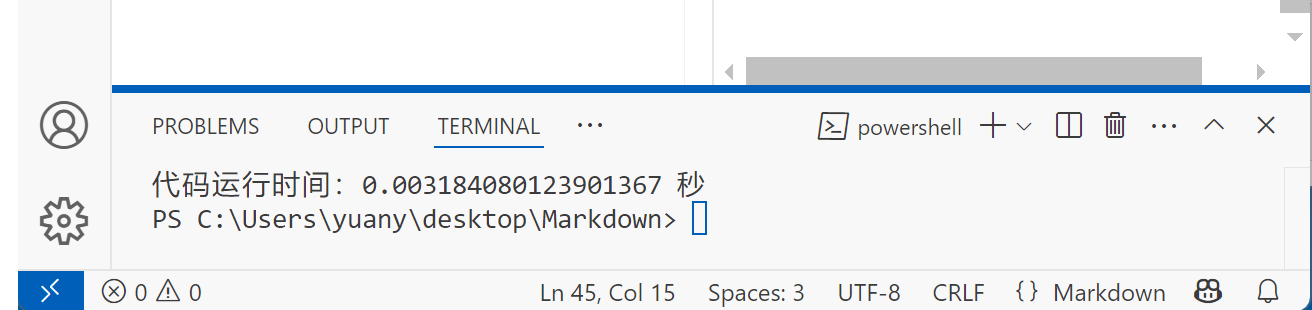 PROBLEMS OUTPUT TERMINAL ··· powershell
代码运行时间：0.003184080123901367 秒
PS C:\Users\yuany\desktop\Markdown>
0 0 Ln 45, Col 15 Spaces: 3 UTF-8 CRLF {} Markdown